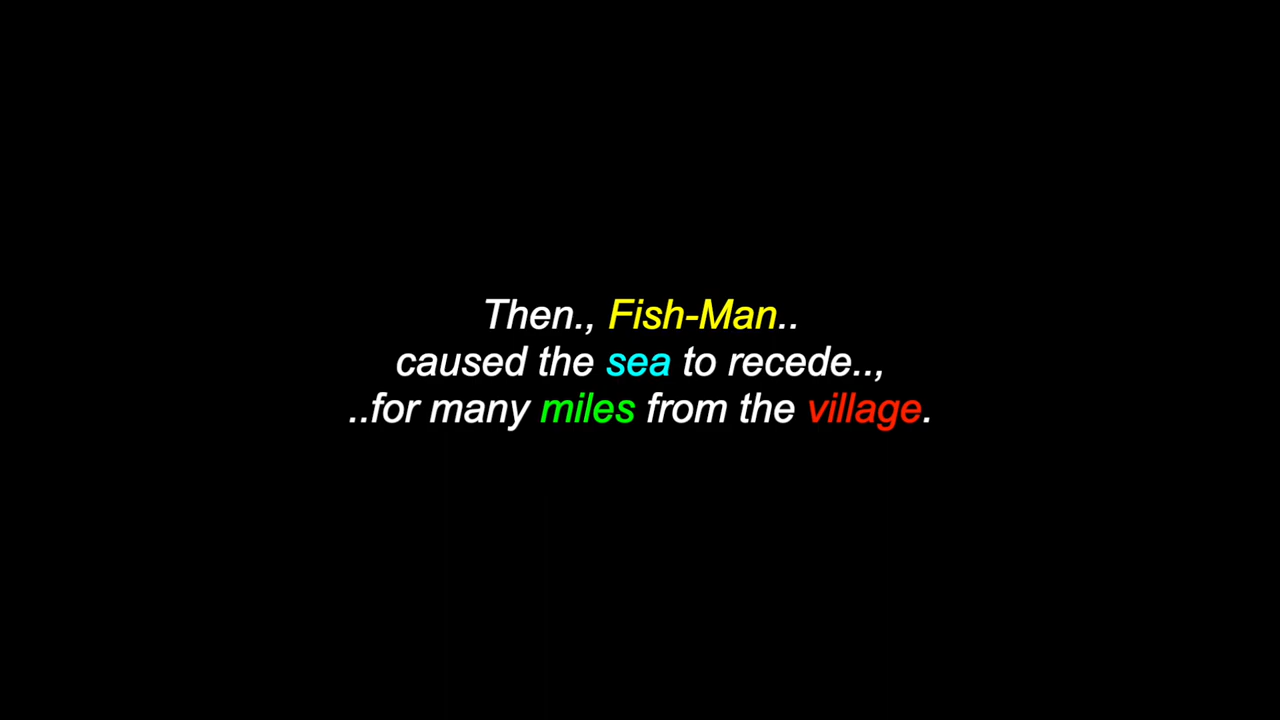 Then., Fish-Man..
caused the sea to recede..,
..for many miles from the village.